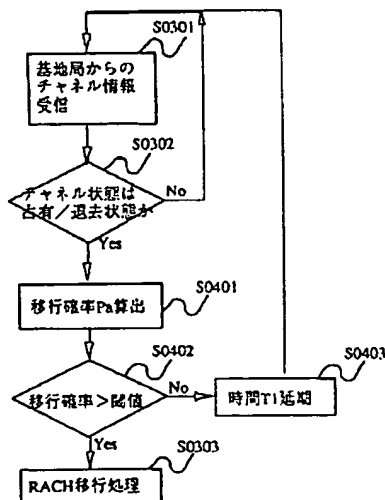 S0301
基地局からの
チャネル情報
受信
S0302
チャネル状態は
占有/退去状態か
No
Yes
移行確率Pa算出
S0401
S0402
移行確率>閾値
No
時間T1延期
S0403
Yes
S0303
RACH移行処理